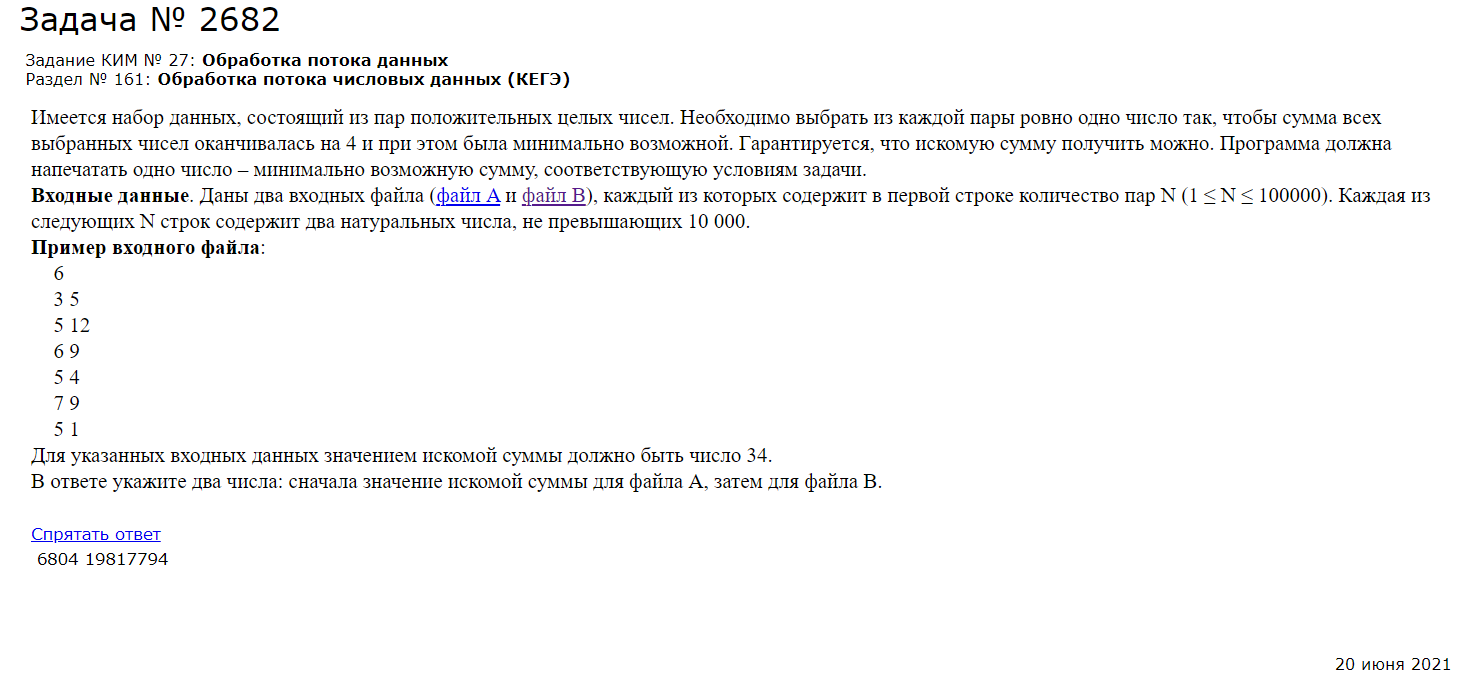 Задача № 2682
Задание КИМ № 27: Обработка потока данных
Раздел № 161: Обработка потока числовых данных (КЕГЭ)
Имеется набор данных, состоящий из пар положительных целых чисел. Необходимо выбрать из каждой пары ровно одно число так, чтобы сумма всех
выбранных чисел оканчивалась на 4 и при этом была минимально возможной. Гарантируется, что искомую сумму получить можно. Программа должна
напечатать одно число – минимально возможную сумму, соответствующую условиям задачи.
Входные данные. Даны два входных файла (файл A и файл B), каждый из которых содержит в первой строке количество пар N (1 ≤ N ≤ 100000). Каждая из
следующих N строк содержит два натуральных числа, не превышающих 10 000.
Пример входного файла:
6
3 5
5 12
6 9
5 4
7 9
5 1
Для указанных входных данных значением искомой суммы должно быть число 34.
В ответе укажите два числа: сначала значение искомой суммы для файла А, затем для файла B.
Спрятать ответ
6804 19817794
20 июня 2021